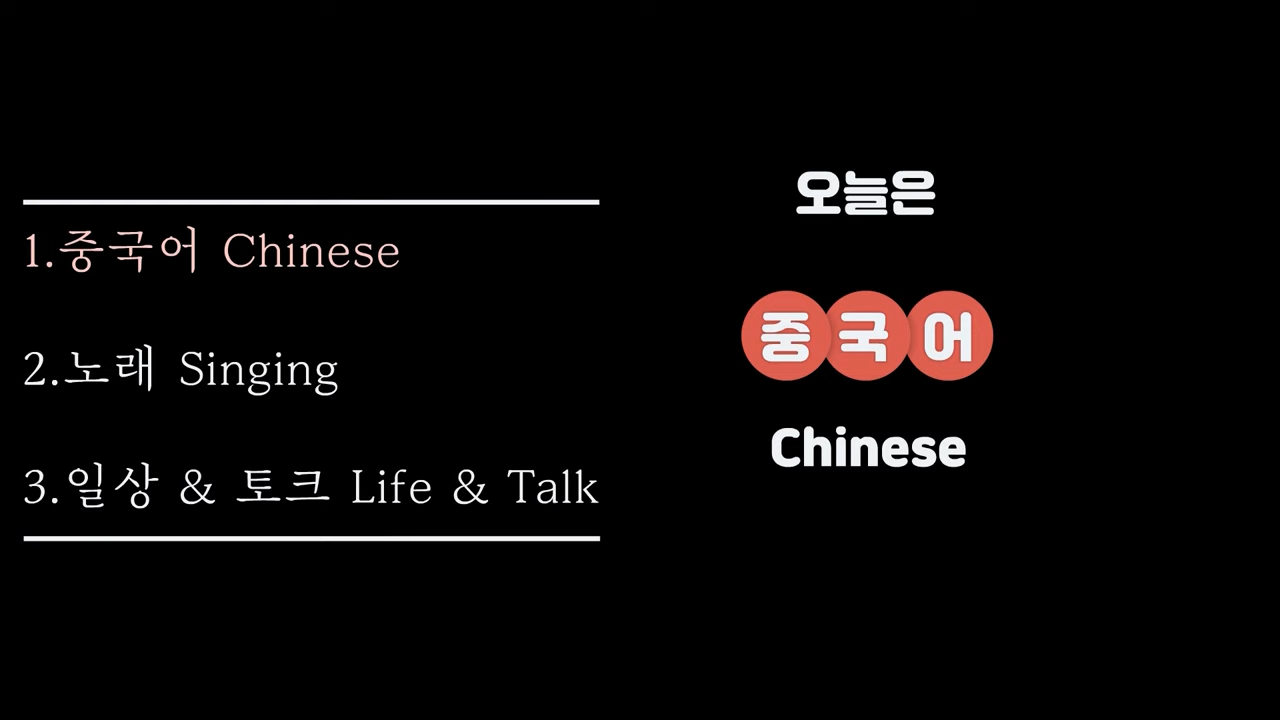 1.중국어 Chinese
2.노래 Singing
3.일상 & 토크 Life & Talk
오늘은
중국어
Chinese